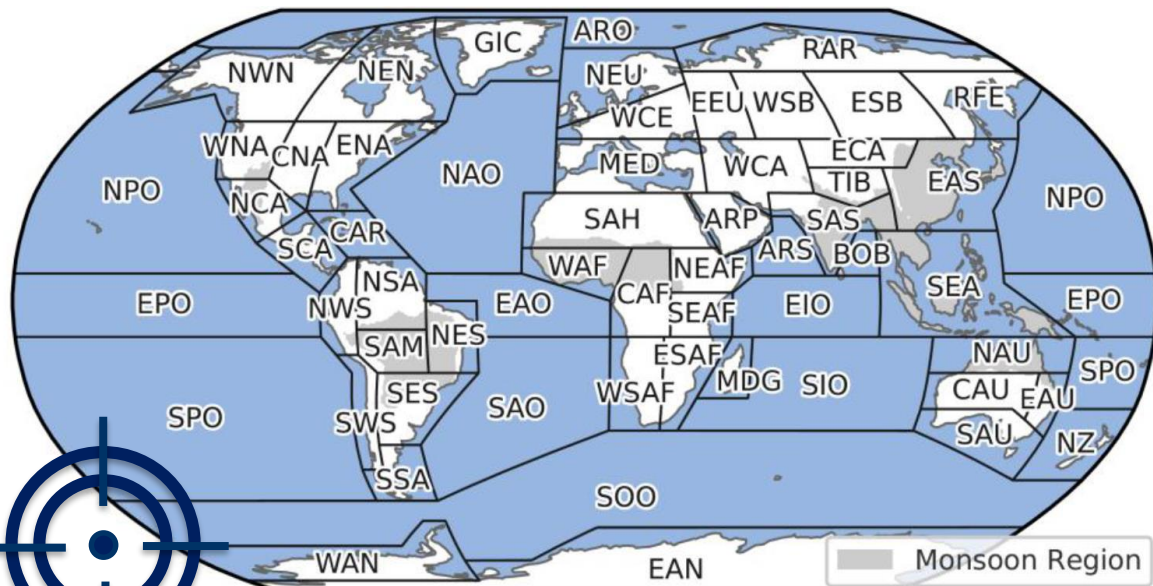 ARO
GIC
RAR
NWN
NEN
NEU
EEU
WSB
ESB
RFE
WCE
WNA
CNA
ENA
MED
WCA
ECA
TIB
EAS
NPO
NAO
NPO
NCA
SAH
ARP
SAS
CAR
SCA
ARS
BOB
WAF
NEAF
NSA
CAF
SEA
NWS
EPO
EAO
SEAF
EIO
EPO
NES
SAM
ESAF
NAU
SPO
MDG
SES
WSAF
SIO
CAU
EAU
SPO
SWS
SAO
SAU
NZ
SSA
SOO
WAN
EAN
Monsoon Region